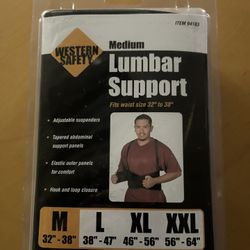 ITEM 94103
WESTERN
SAFETY
Medium
Lumbar
Support
Fits waist size 32" to 38"
• Adjustable suspenders
• Tapered abdominal
support panels
• Elastic outer panels
for comfort
• Hook and loop closure
M L XL XXL
32" - 38" 38" - 47" 46" - 56" 56" - 64"